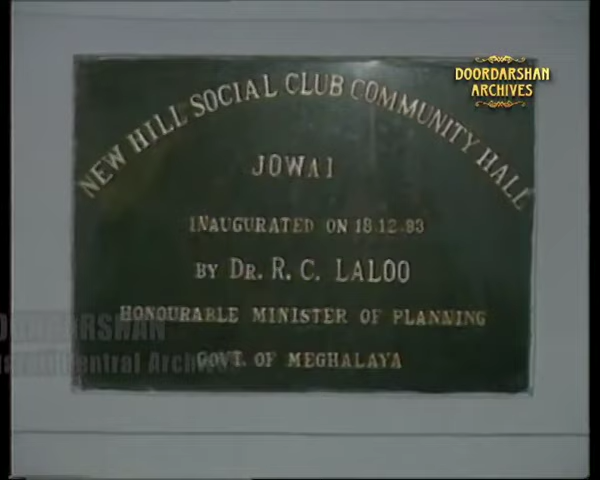 DOORDARSHAN
ARCHIVES
NEW HILL SOCIAL CLUB COMMUNITY HALL
JOWAI
INAUGURATED ON 18.12.93
BY DR. R. C. LALOO
HONOURABLE MINISTER OF PLANNING
GOVT. OF MEGHALAYA
DOORDARSHAN
Central Archives